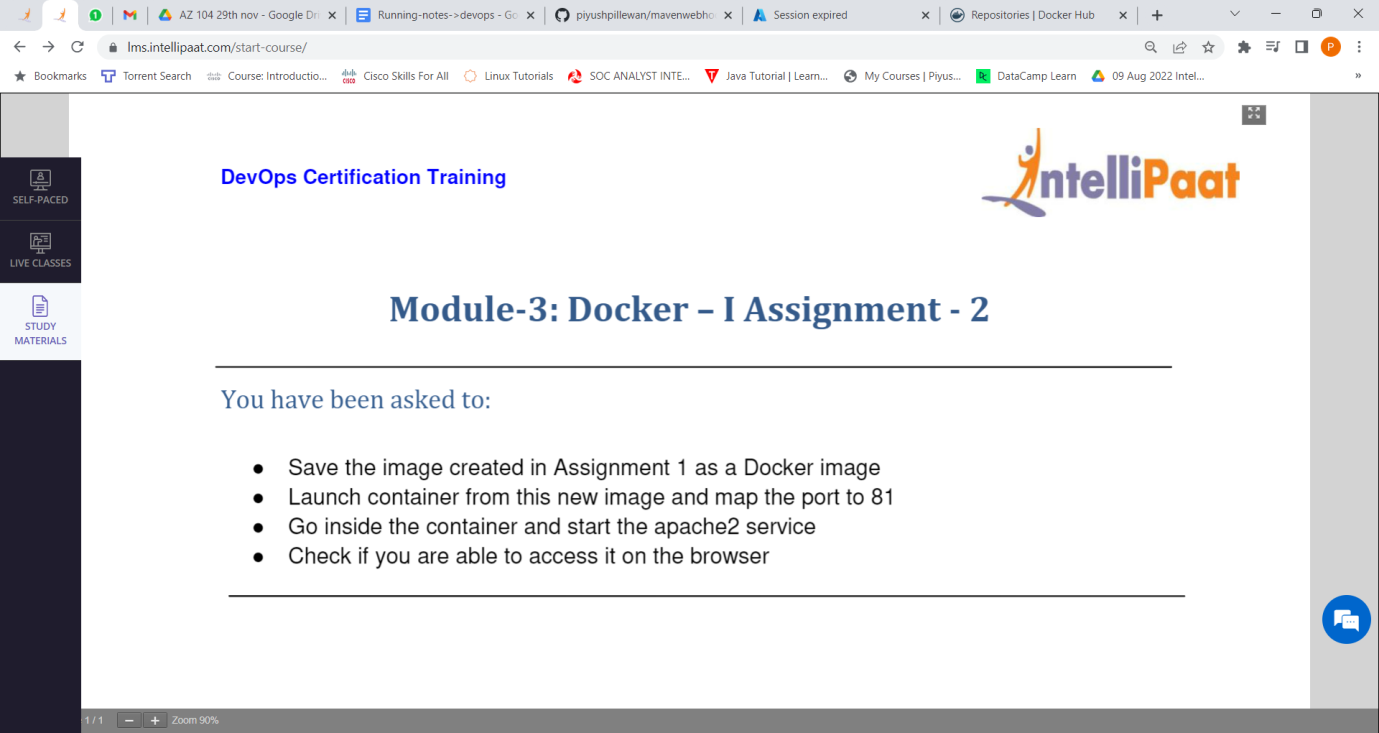 AZ 104 29th nov - Google Dri
Running-notes->devops - Go
piyushpillewan/mavenwebho
Session expired
Repositories | Docker Hub
lms.intellipaat.com/start-course/
P
Bookmarks
Torrent Search
Course: Introductio...
Cisco Skills For All
Linux Tutorials
SOC ANALYST INTE...
Java Tutorial | Learn...
My Courses | Piyus...
DataCamp Learn
09 Aug 2022 Intel...
»
SELF-PACED
LIVE CLASSES
STUDY
MATERIALS
DevOps Certification Training
intelliPaat
Module-3: Docker – I Assignment - 2
You have been asked to:
● Save the image created in Assignment 1 as a Docker image
● Launch container from this new image and map the port to 81
● Go inside the container and start the apache2 service
● Check if you are able to access it on the browser
1 / 1
Zoom 90%